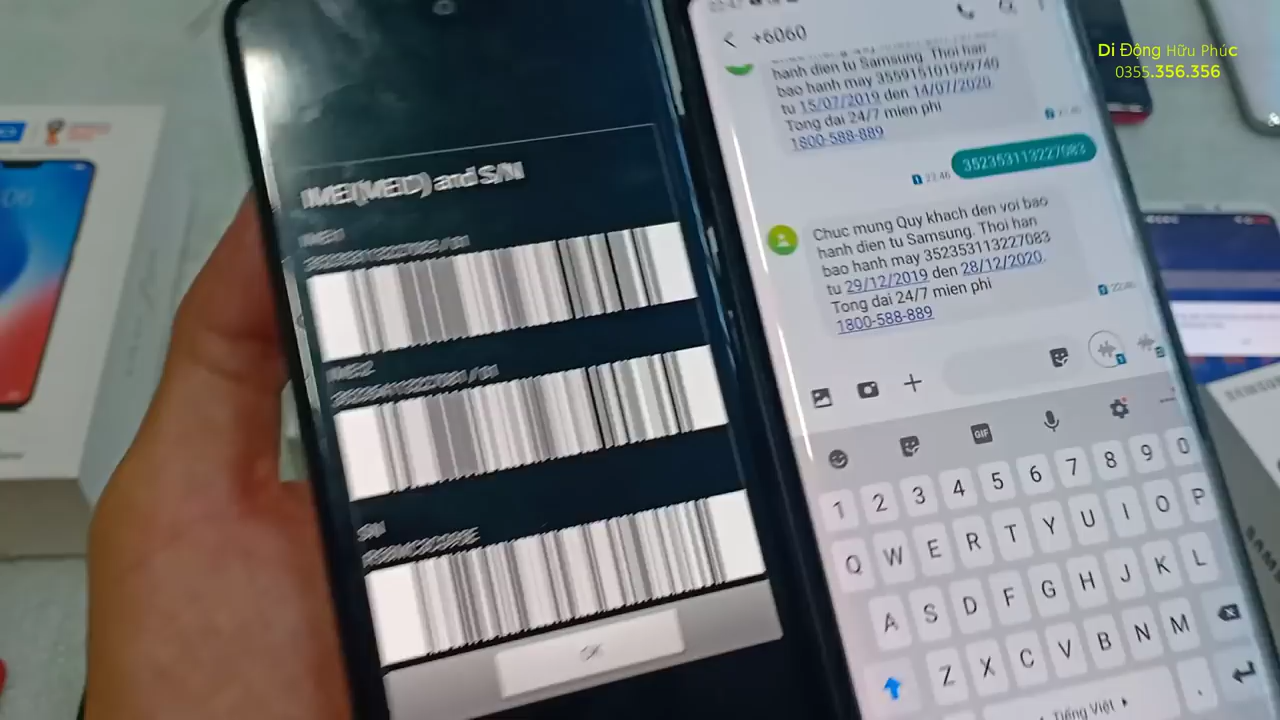 Di Động Hữu Phúc
0355.356.356
+6060
hanh dien tu Samsung. Thoi han
bao hanh may 355915101959740
tu 15/07/2019 den 14/07/2020.
Tong dai 24/7 mien phi
1800-588-889
352353113227083
23:46
Chuc mung Quy khach den voi bao
hanh dien tu Samsung. Thoi han
bao hanh may 352353113227083
tu 29/12/2019 den 28/12/2020.
Tong dai 24/7 mien phi
1800-588-889
GIF
1 2 3 4 5 6 7 8 9 0
Q W E R T Y U I O P
A S D F G H J K L
Z X C V B N M
Tiếng Việt
IMEI(MEID) and S/N
IMEI1
IMEI2
S/N
OK